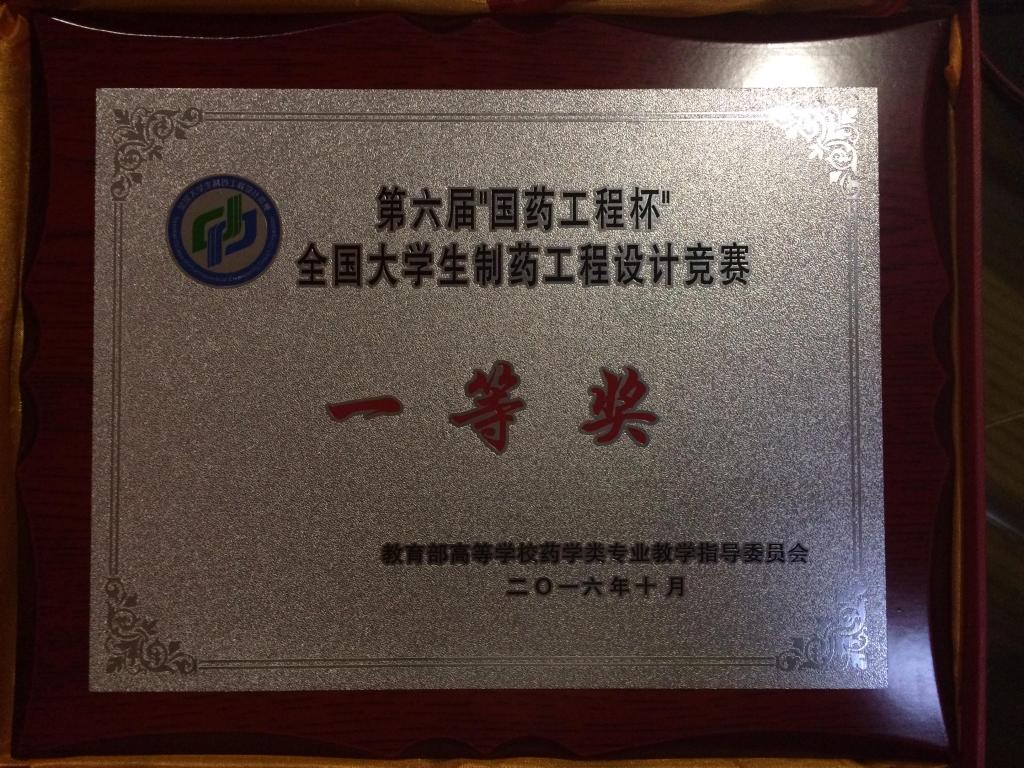 第六届"国药工程杯"
全国大学生制药工程设计竞赛
一等奖
教育部高等学校药学类专业教学指导委员会
二〇一六年十月